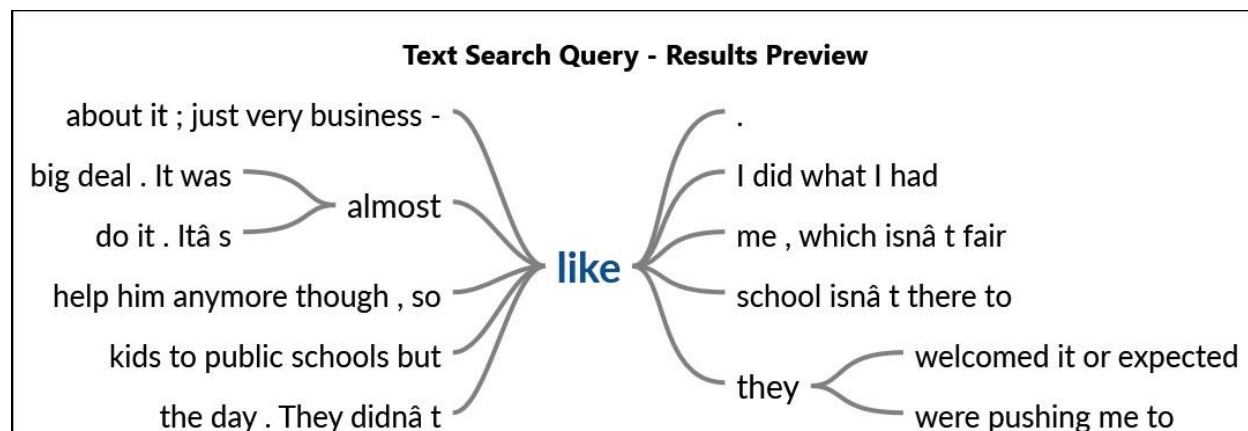 Text Search Query - Results Preview
about it ; just very business -
big deal . It was
do it . Itâ s
almost
help him anymore though , so
kids to public schools but
the day . They didnâ t
like
.
I did what I had
me , which isnâ t fair
school isnâ t there to
they
welcomed it or expected
were pushing me to